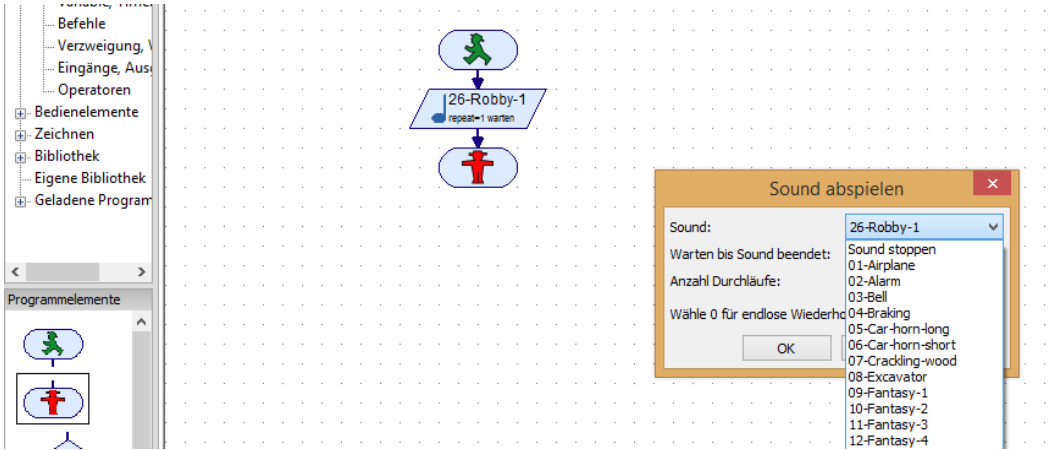 Befehle
Verzweigung,
Eingänge, Aus
Operatoren
Bedienelemente
Zeichnen
Bibliothek
Eigene Bibliothek
Geladene Program
Programmelemente
26-Robby-1
repeat=1 warten
Sound abspielen
Sound:
26-Robby-1
Warten bis Sound beendet:
Anzahl Durchläufe:
Wähle 0 für endlose Wiederho
OK
Sound stoppen
01-Airplane
02-Alarm
03-Bell
04-Braking
05-Car-horn-long
06-Car-horn-short
07-Crackling-wood
08-Excavator
09-Fantasy-1
10-Fantasy-2
11-Fantasy-3
12-Fantasy-4